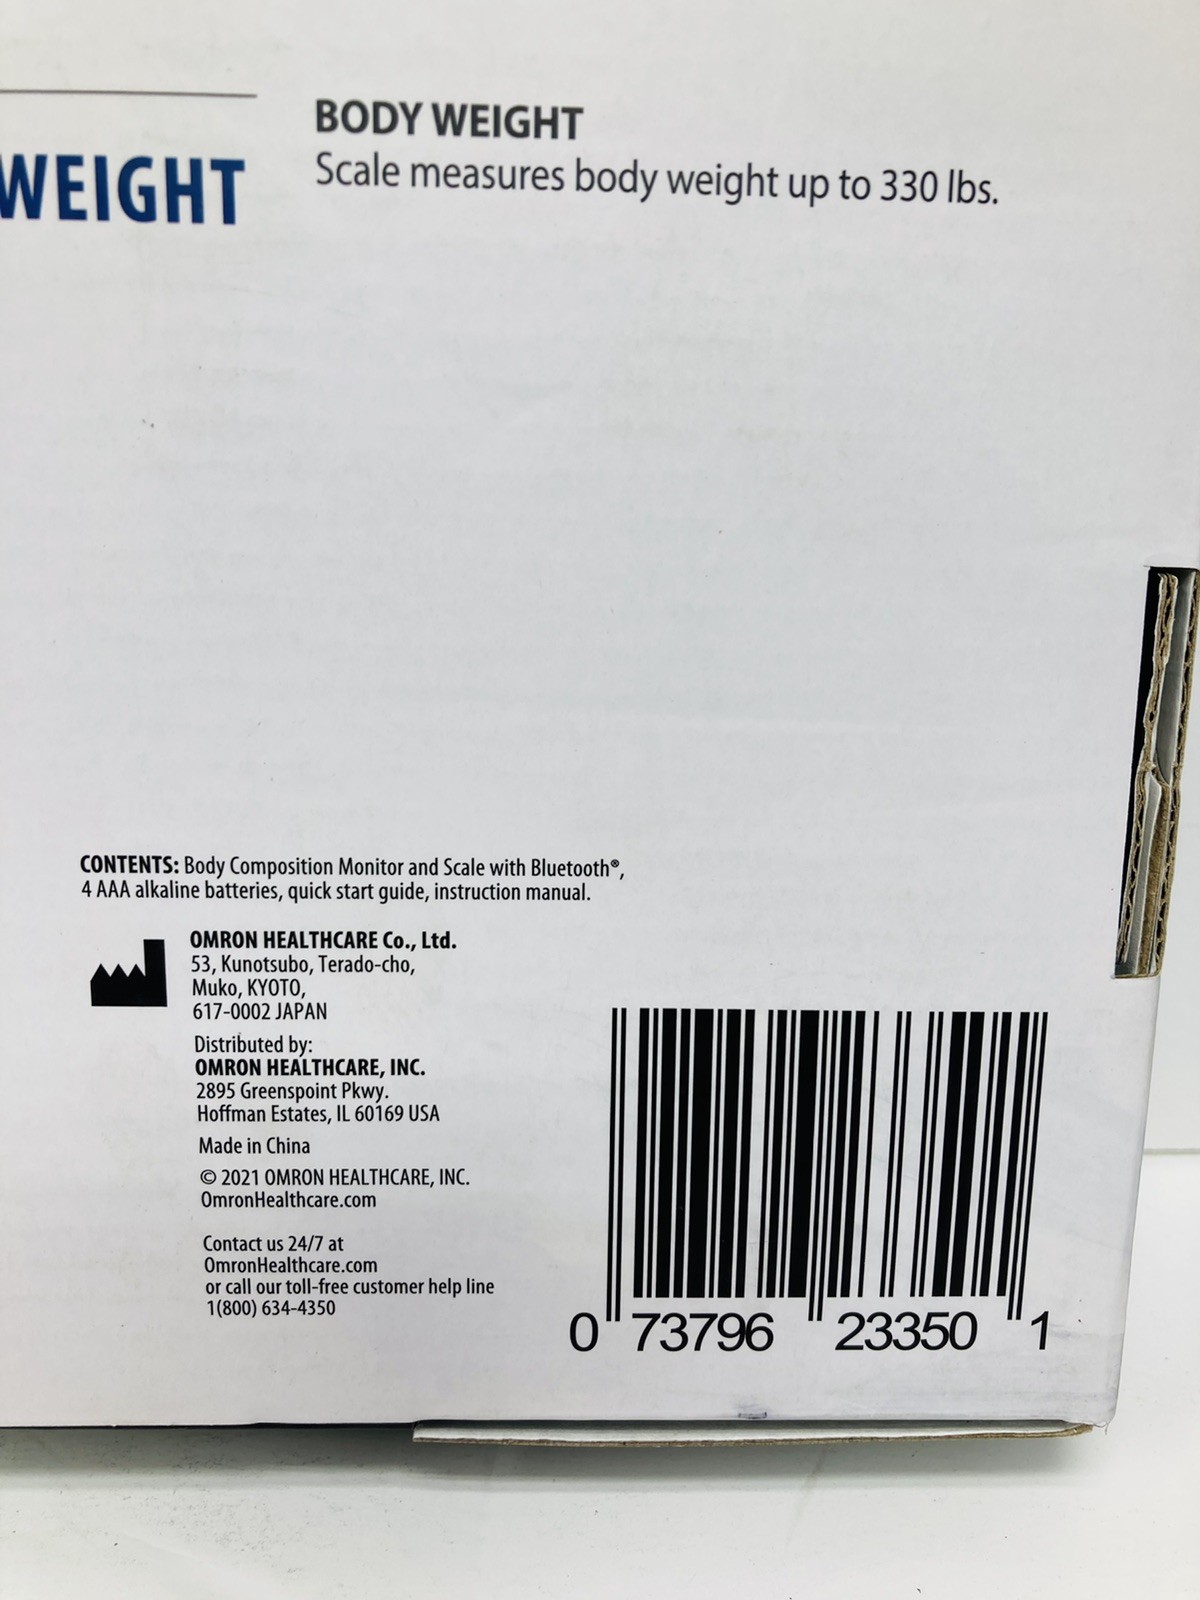 BODY WEIGHT
WEIGHT
Scale measures body weight up to 330 lbs.
CONTENTS: Body Composition Monitor and Scale with Bluetooth®,
4 AAA alkaline batteries, quick start guide, instruction manual.
OMRON HEALTHCARE Co., Ltd.
53, Kunotsubo, Terado-cho,
Muko, KYOTO,
617-0002 JAPAN
Distributed by:
OMRON HEALTHCARE, INC.
2895 Greenspoint Pkwy.
Hoffman Estates, IL 60169 USA
Made in China
© 2021 OMRON HEALTHCARE, INC.
OmronHealthcare.com
Contact us 24/7 at
OmronHealthcare.com
or call our toll-free customer help line
1(800) 634-4350
0 73796 23350 1